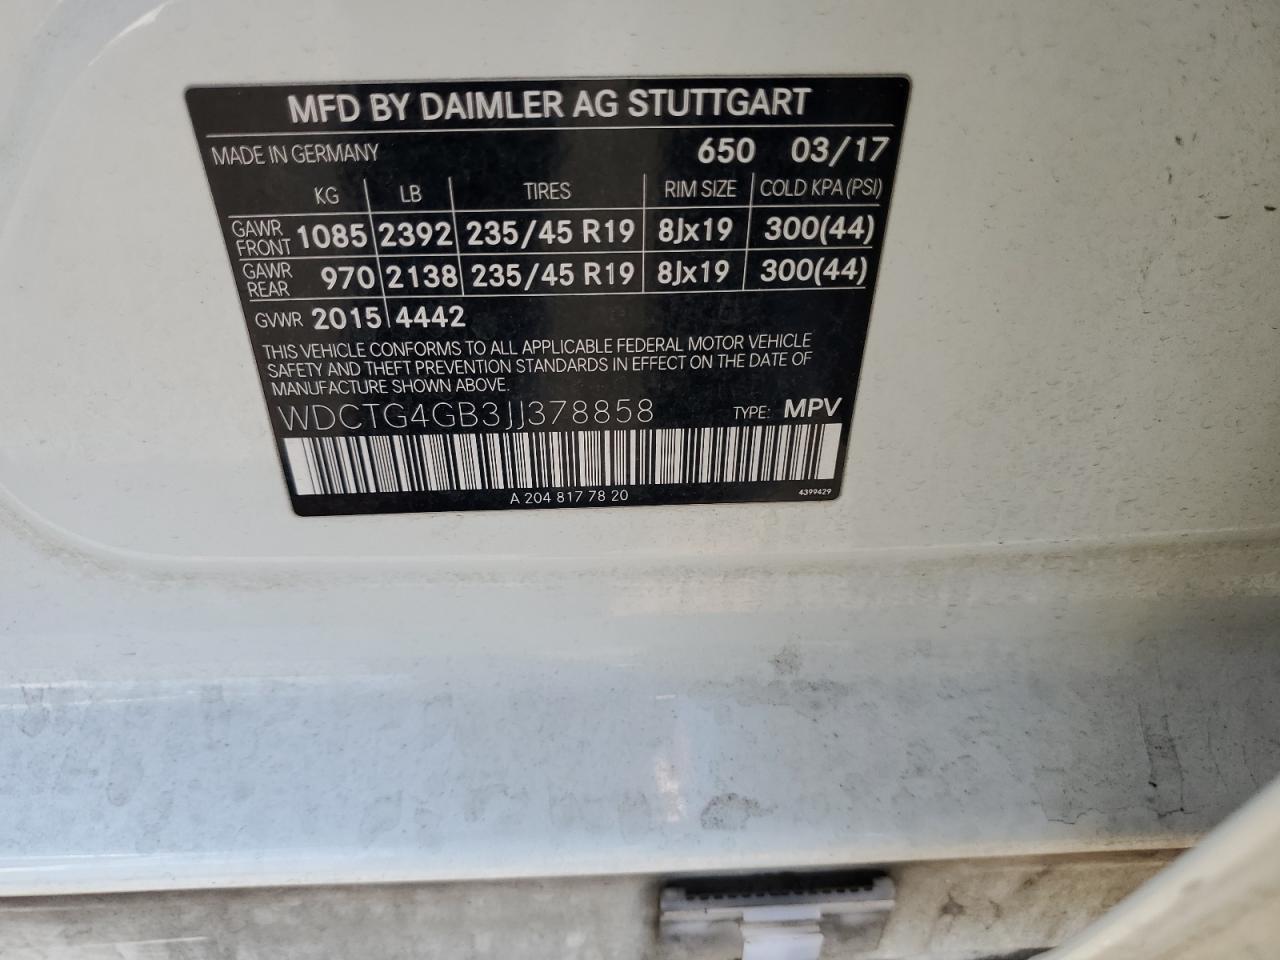 MFD BY DAIMLER AG STUTTGART
MADE IN GERMANY 650 03/17
KG LB TIRES RIM SIZE COLD KPA (PSI)
GAWR FRONT 1085 2392 235/45 R19 8Jx19 300(44)
GAWR REAR 970 2138 235/45 R19 8Jx19 300(44)
GVWR 2015 4442
THIS VEHICLE CONFORMS TO ALL APPLICABLE FEDERAL MOTOR VEHICLE
SAFETY AND THEFT PREVENTION STANDARDS IN EFFECT ON THE DATE OF
MANUFACTURE SHOWN ABOVE.
WDCTG4GB3JJ378858 TYPE: MPV
A 204 817 78 20 4399429